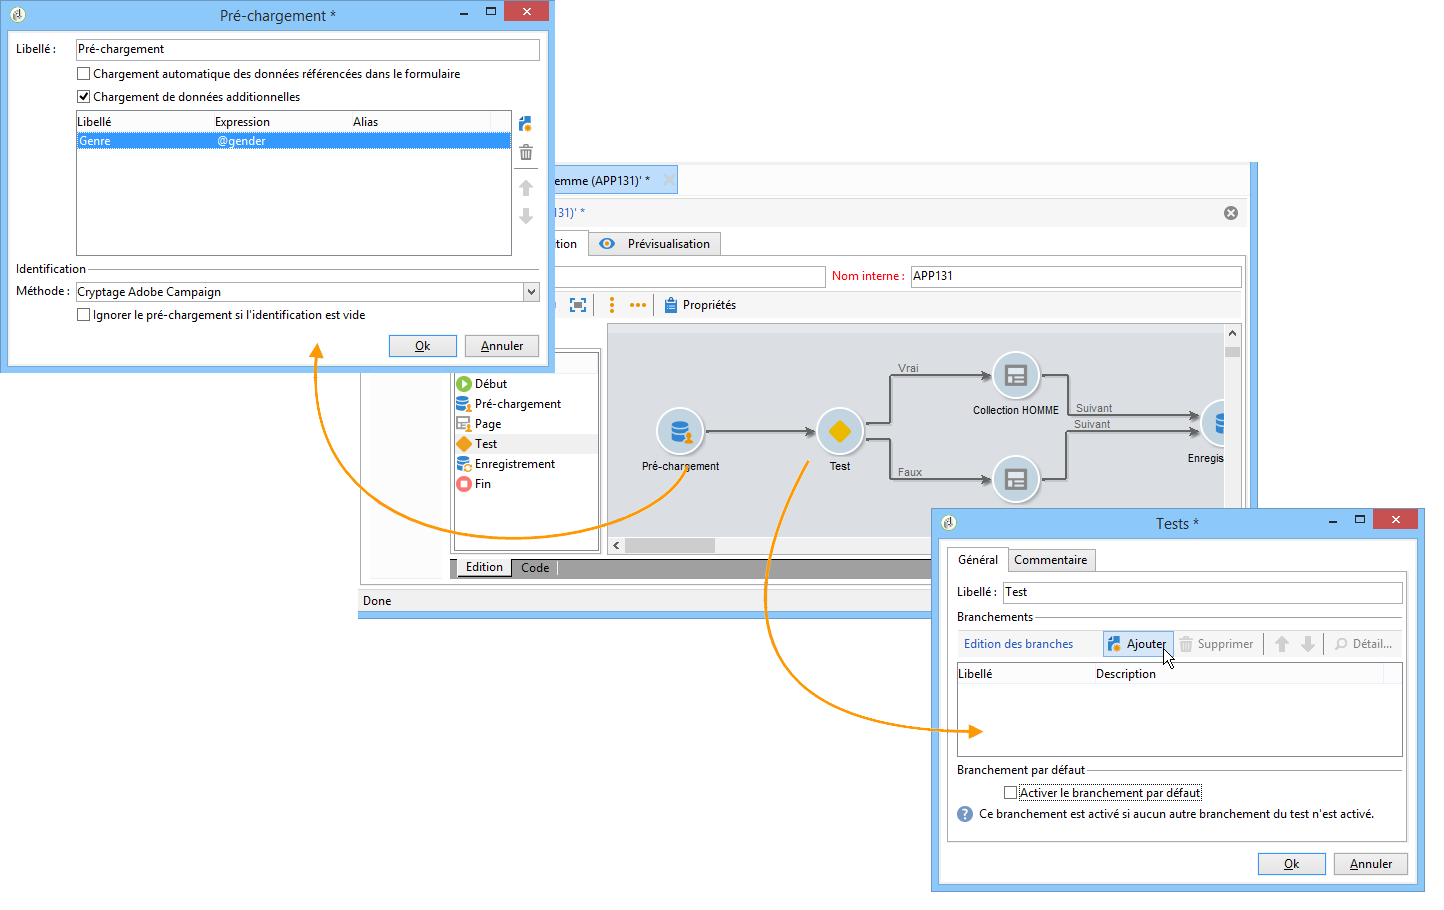 Pré-chargement *
Libellé : Pré-chargement
Chargement automatique des données référencées dans le formulaire
Chargement de données additionnelles
Libellé Expression Alias
Genre @gender
Identification
Méthode : Cryptage Adobe Campaign
Ignorer le pré-chargement si l'identification est vide
Ok Annuler
emme (APP131)' *
131)' *
tion Prévisualisation
Nom interne : APP131
Propriétés
Début
Pré-chargement
Page
Test
Enregistrement
Fin
Vrai
Collection HOMME
Suivant
Suivant
Pré-chargement
Test
Enregis
Faux
Edition Code
Done
Tests *
Général Commentaire
Libellé : Test
Branchements
Edition des branches Ajouter Supprimer Détail...
Libellé Description
Branchement par défaut
Activer le branchement par défaut
Ce branchement est activé si aucun autre branchement du test n'est activé.
Ok Annuler